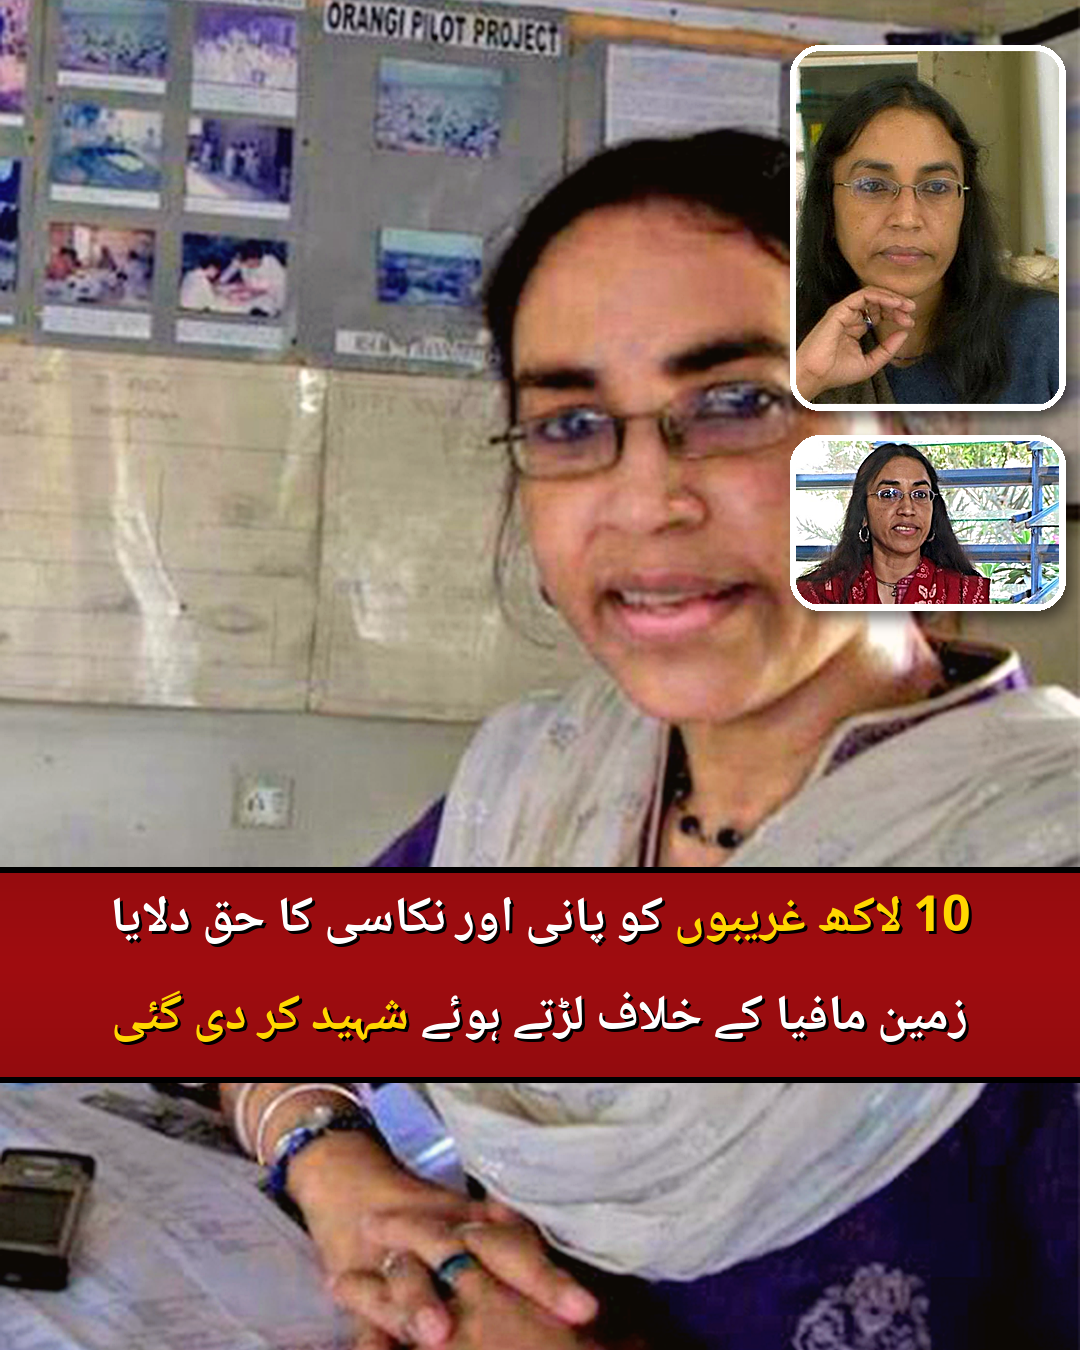 ORANGI PILOT PROJECT
10 لاکھ غریبوں کو پانی اور نکاسی کا حق دلایا
زمین مافیا کے خلاف لڑتے ہوئے شہید کر دی گئی